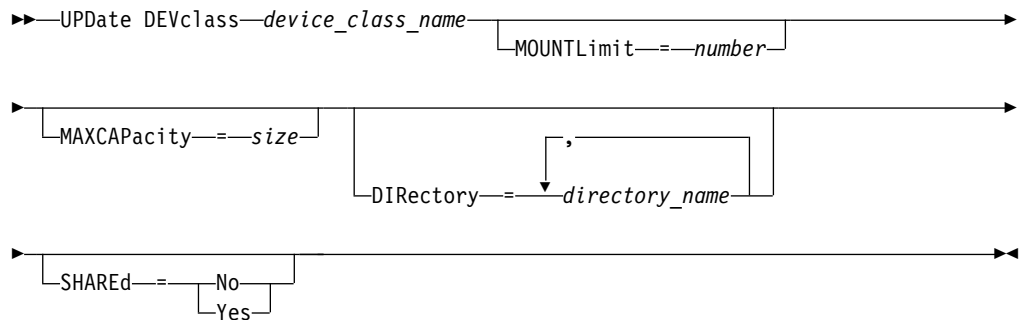 UPDate DEVclass device_class_name
MOUNTLimit = number
MAXCAPacity = size
,
DIRectory = directory_name
SHAREd = No
Yes